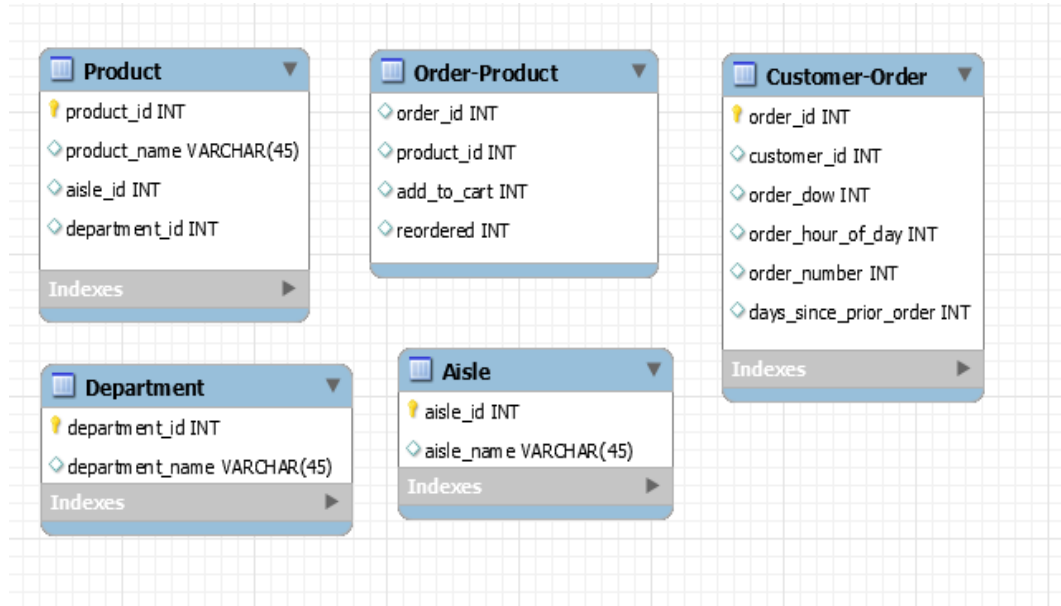 Product
product_id INT
product_name VARCHAR(45)
aisle_id INT
department_id INT
Indexes
Order-Product
order_id INT
product_id INT
add_to_cart INT
reordered INT
Customer-Order
order_id INT
customer_id INT
order_dow INT
order_hour_of_day INT
order_number INT
days_since_prior_order INT
Indexes
Department
department_id INT
department_name VARCHAR(45)
Indexes
Aisle
aisle_id INT
aisle_name VARCHAR(45)
Indexes